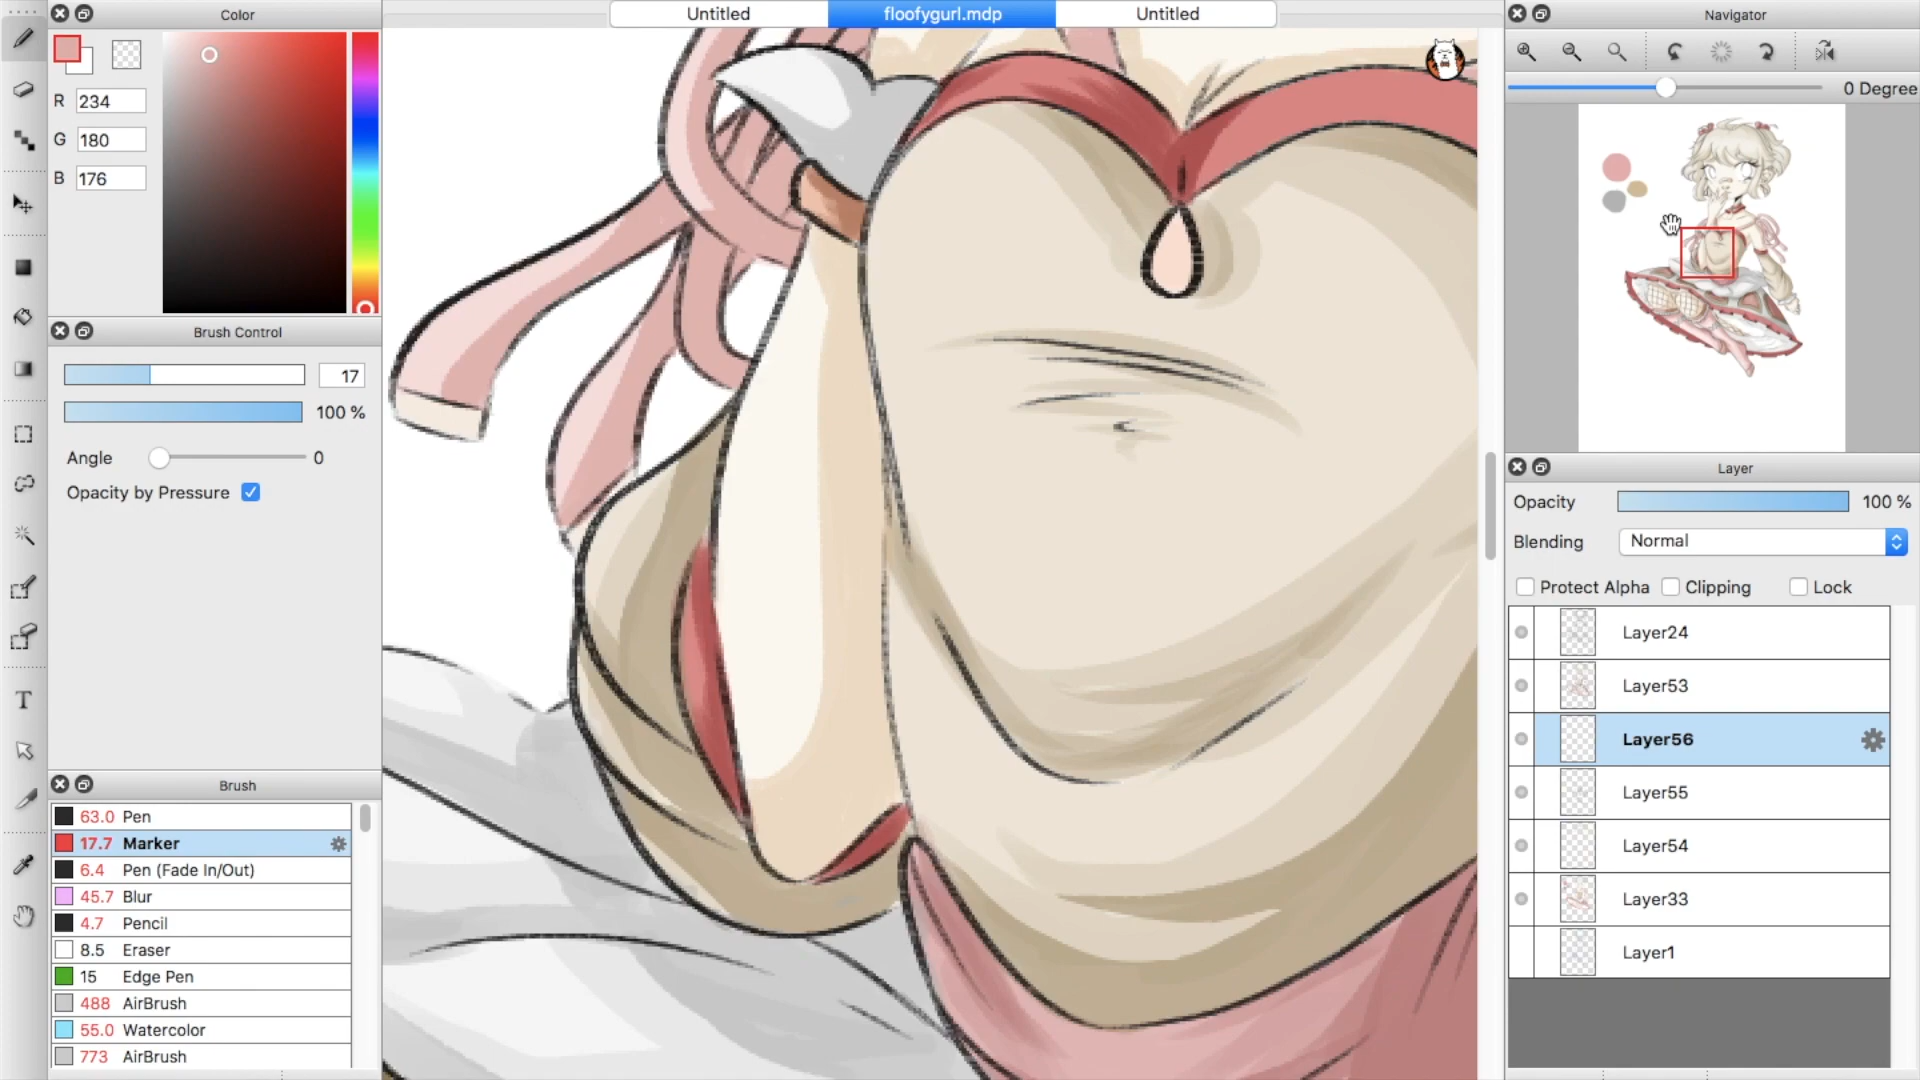 Color
Untitled
floofygurl.mdp
Untitled
Navigator
R 234
G 180
B 176
0 Degree
Brush Control
17
100 %
Angle 0
Opacity by Pressure
Brush
63.0 Pen
17.7 Marker
6.4 Pen (Fade In/Out)
45.7 Blur
4.7 Pencil
8.5 Eraser
15 Edge Pen
488 AirBrush
55.0 Watercolor
773 AirBrush
T
Layer
Opacity 100 %
Blending Normal
Protect Alpha Clipping Lock
Layer24
Layer53
Layer56
Layer55
Layer54
Layer33
Layer1